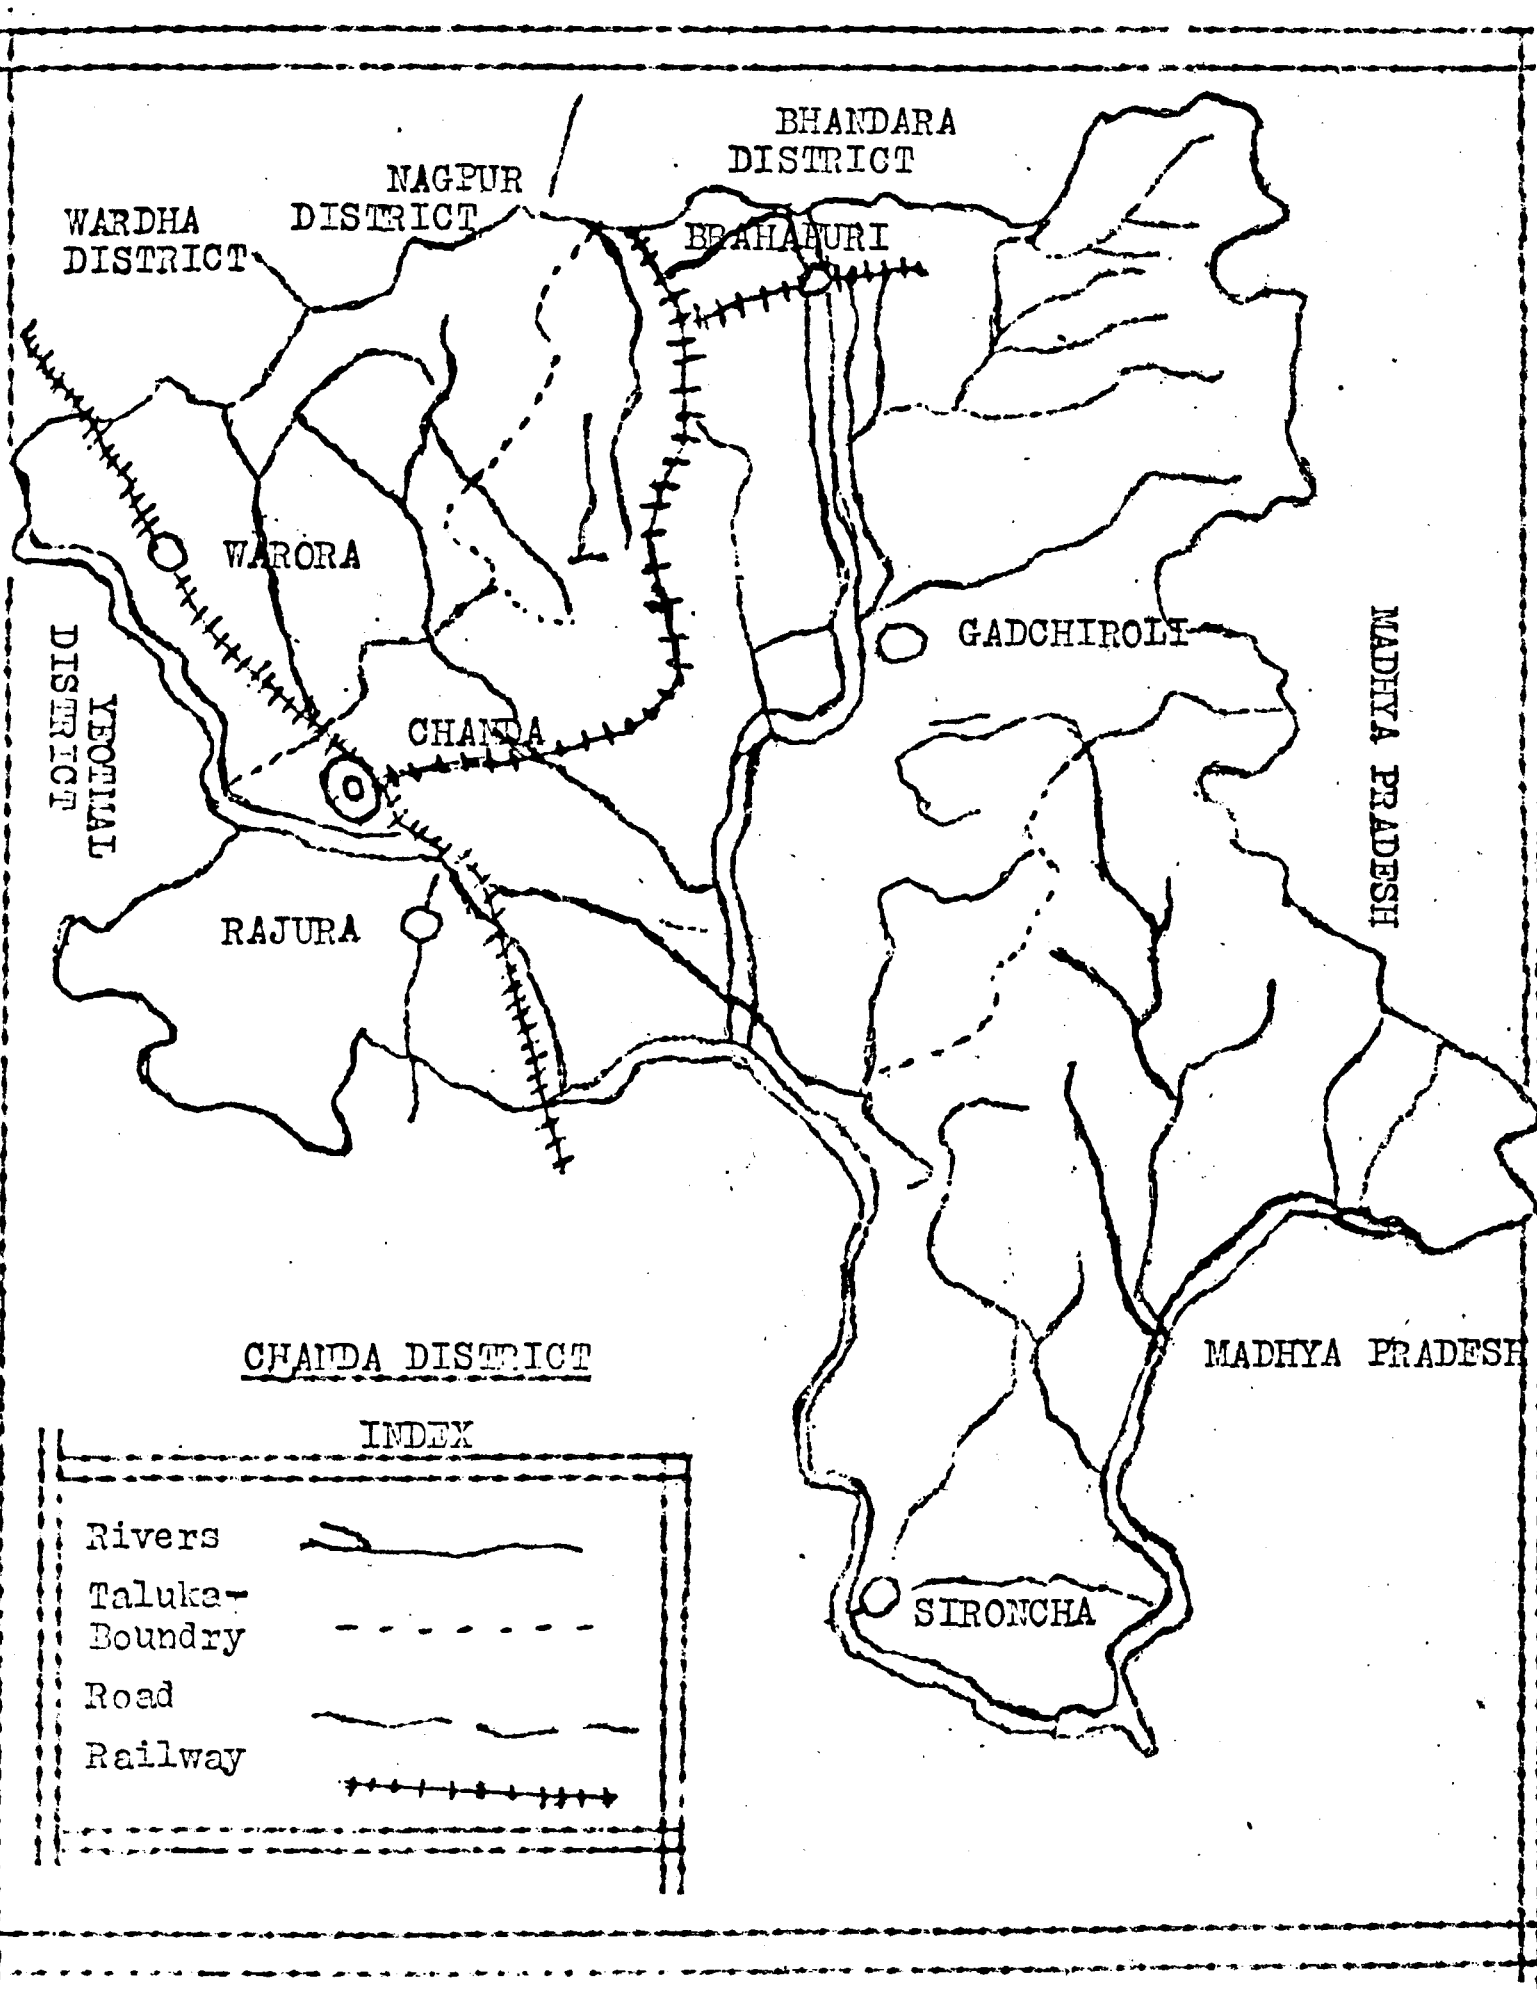 BHANDARA
DISTRICT
NAGPUR
DISTRICT
WARDHA
DISTRICT
BRAHAPURI
WARORA
GADCHIROLI
YEOTMAL
DISTRICT
MADHYA PRADESH
CHANDA
RAJURA
MADHYA PRADESH
SIRONCHA
CHANDA DISTRICT
INDEX
Rivers
Taluka-
Boundry
Road
Railway